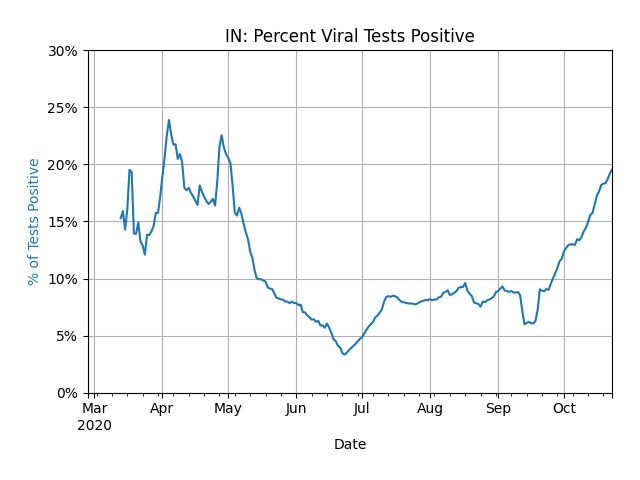 IN: Percent Viral Tests Positive
30%
25%
20%
15%
10%
5%
0%
% of Tests Positive
Mar Apr May Jun Jul Aug Sep Oct
2020
Date